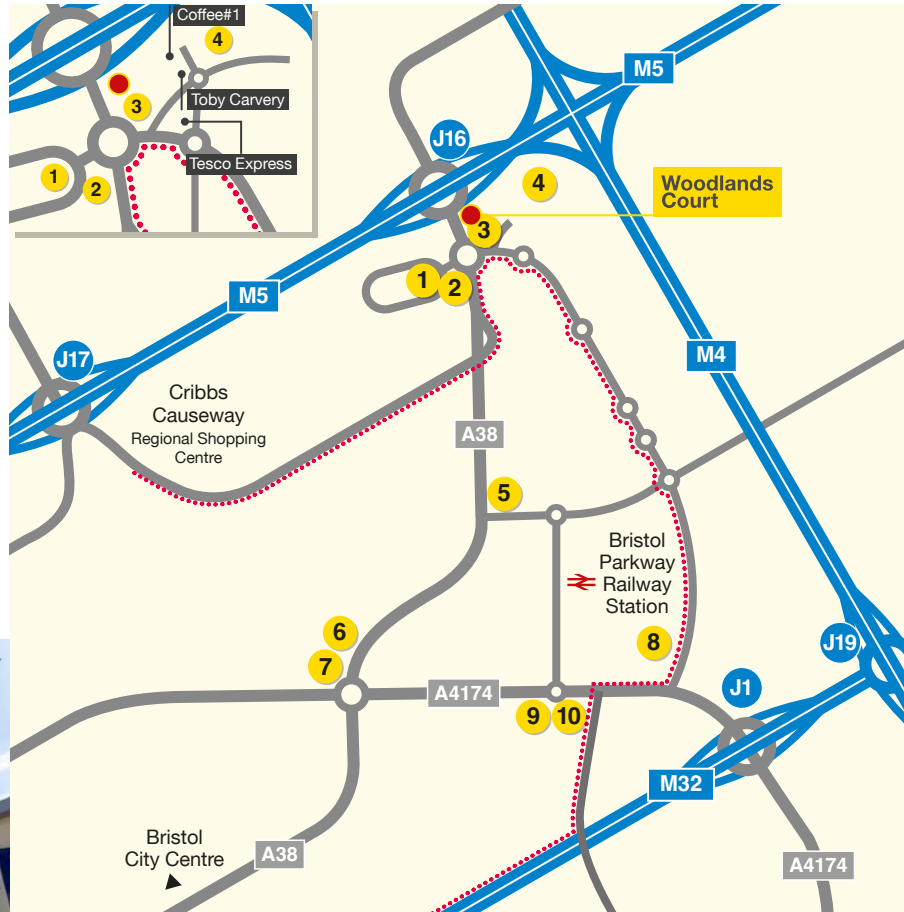 Coffee#1
4
Toby Carvery
3
Tesco Express
1
2
M5
J16
4
Woodlands
Court
3
1
2
M5
J17
M4
Cribbs
Causeway
Regional Shopping
Centre
A38
5
Bristol
Parkway
Railway
Station
6
7
8
J19
J1
A4174
9
10
M32
Bristol
City Centre
A38
A4174